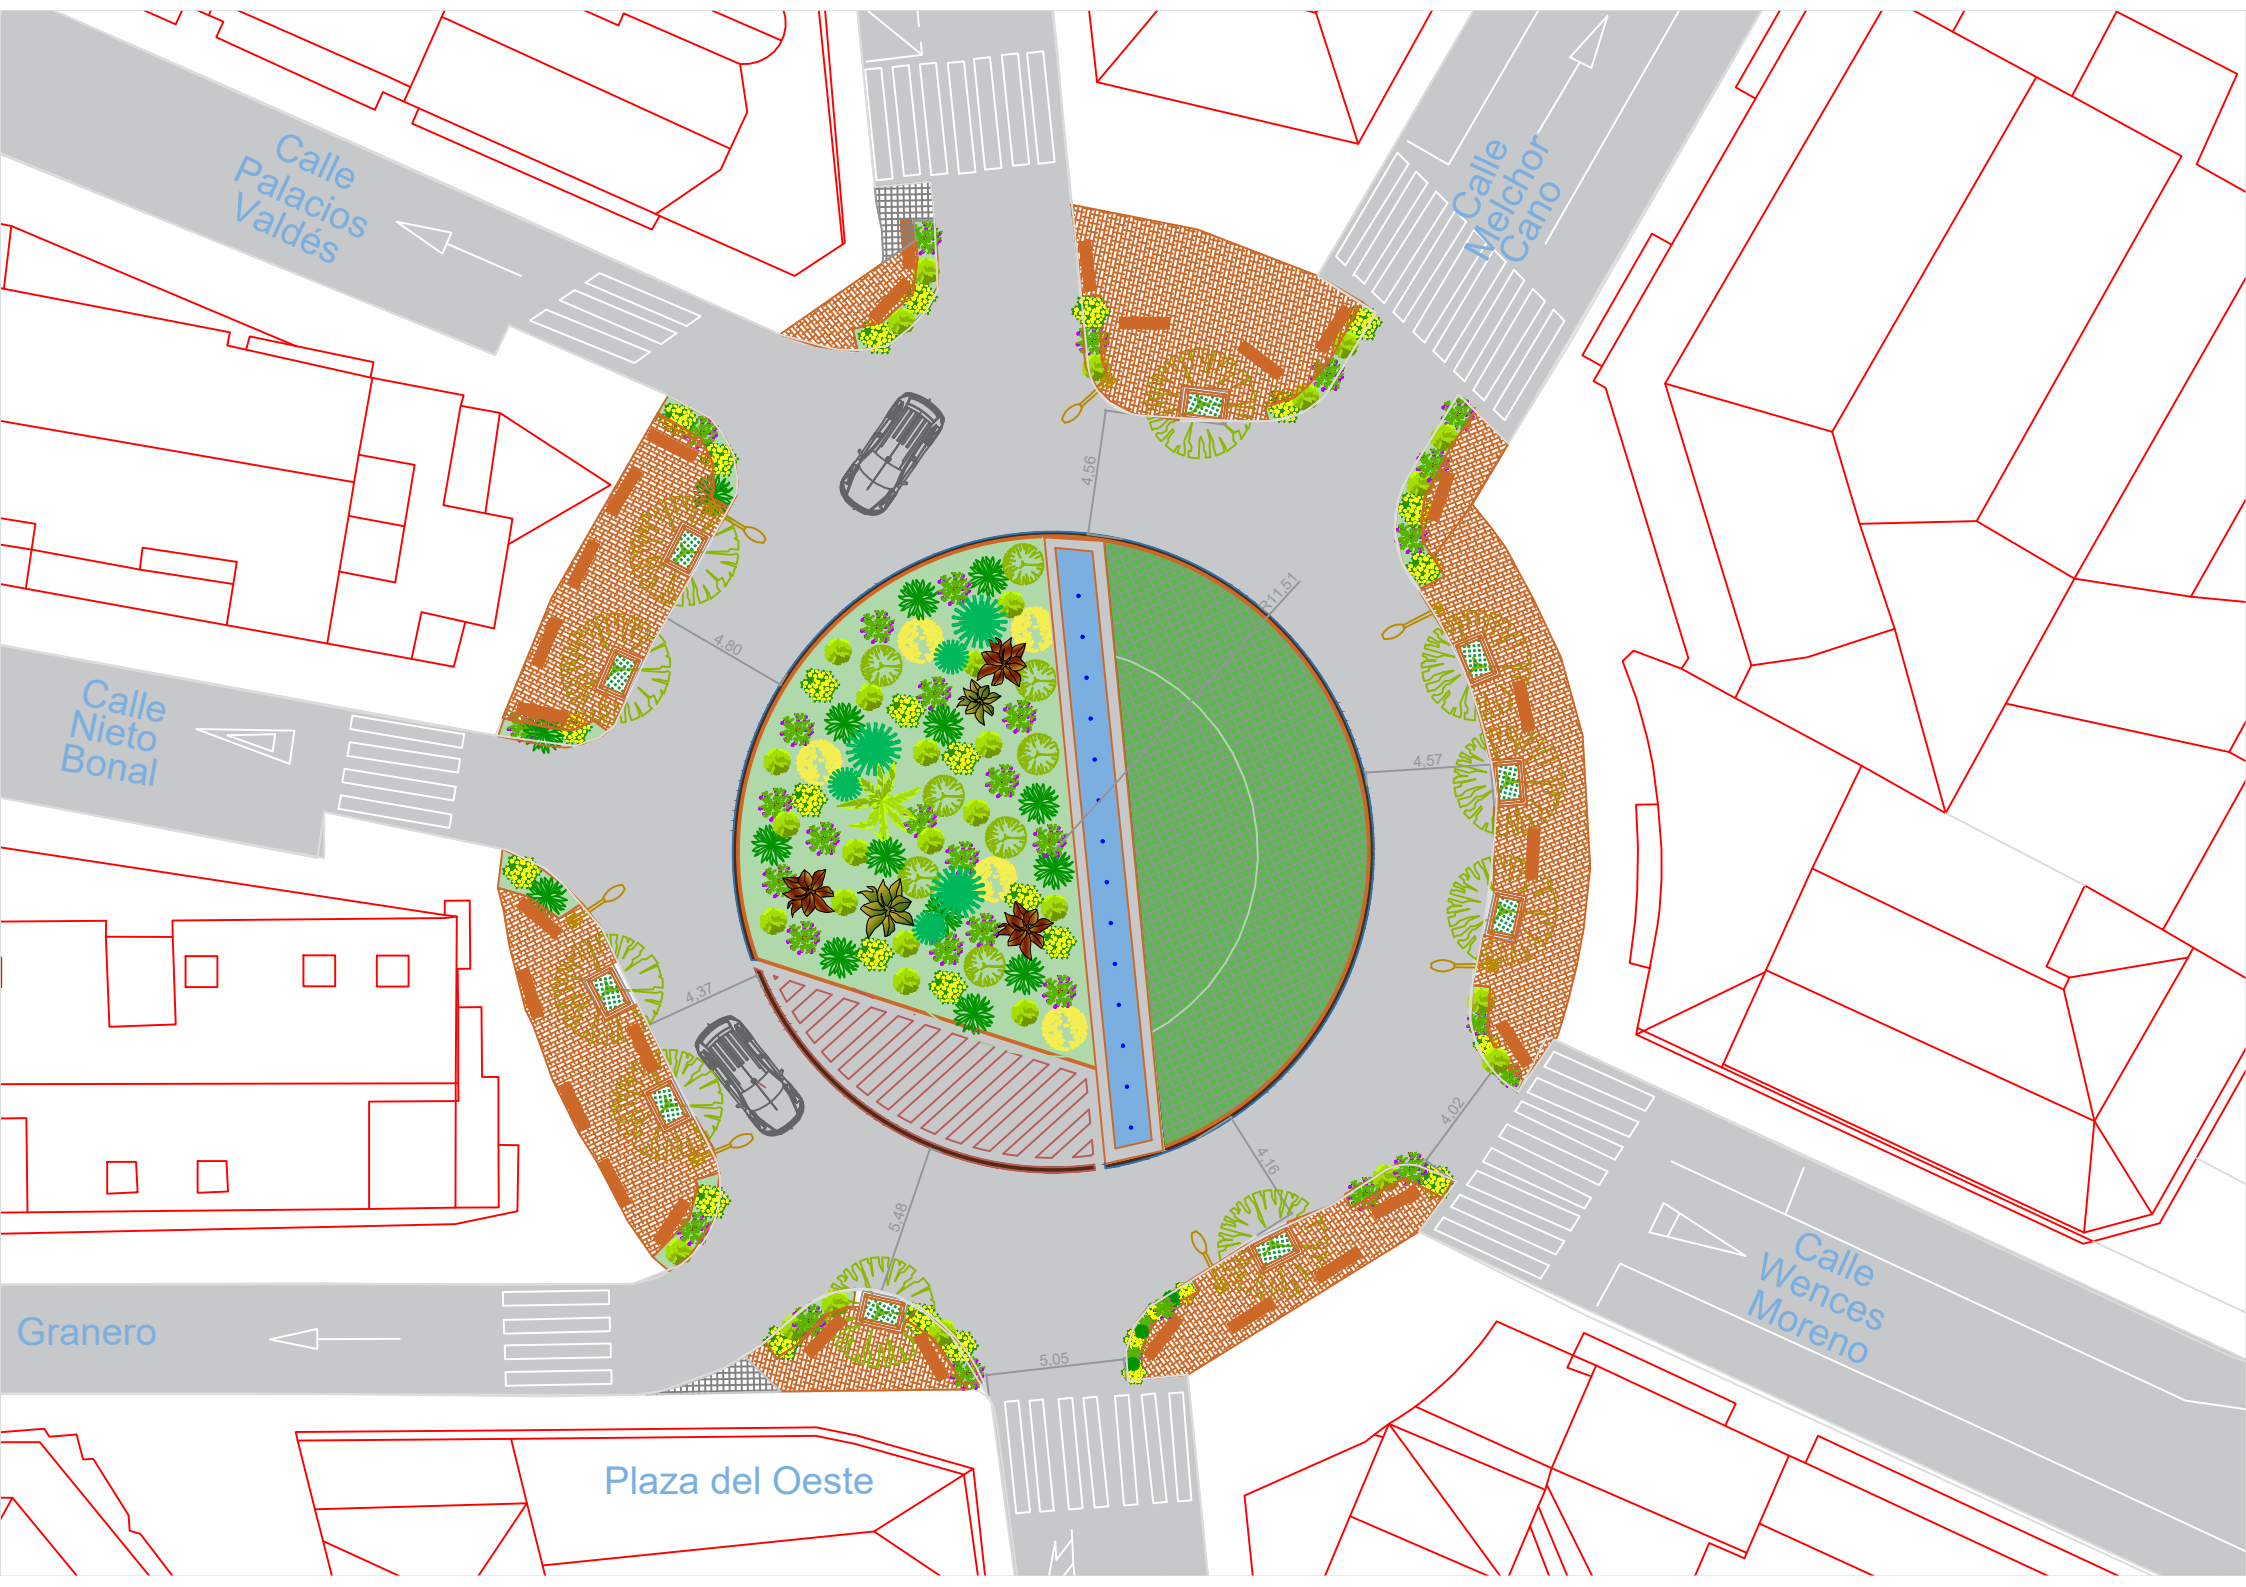 Calle
Palacios
Valdés
Calle
Melchor
Cano
4,56
R11,51
4,80
Calle
Nieto
Bonal
4,57
4,37
4,02
4,16
5,48
Calle
Wences
Moreno
Granero
5,05
Plaza del Oeste